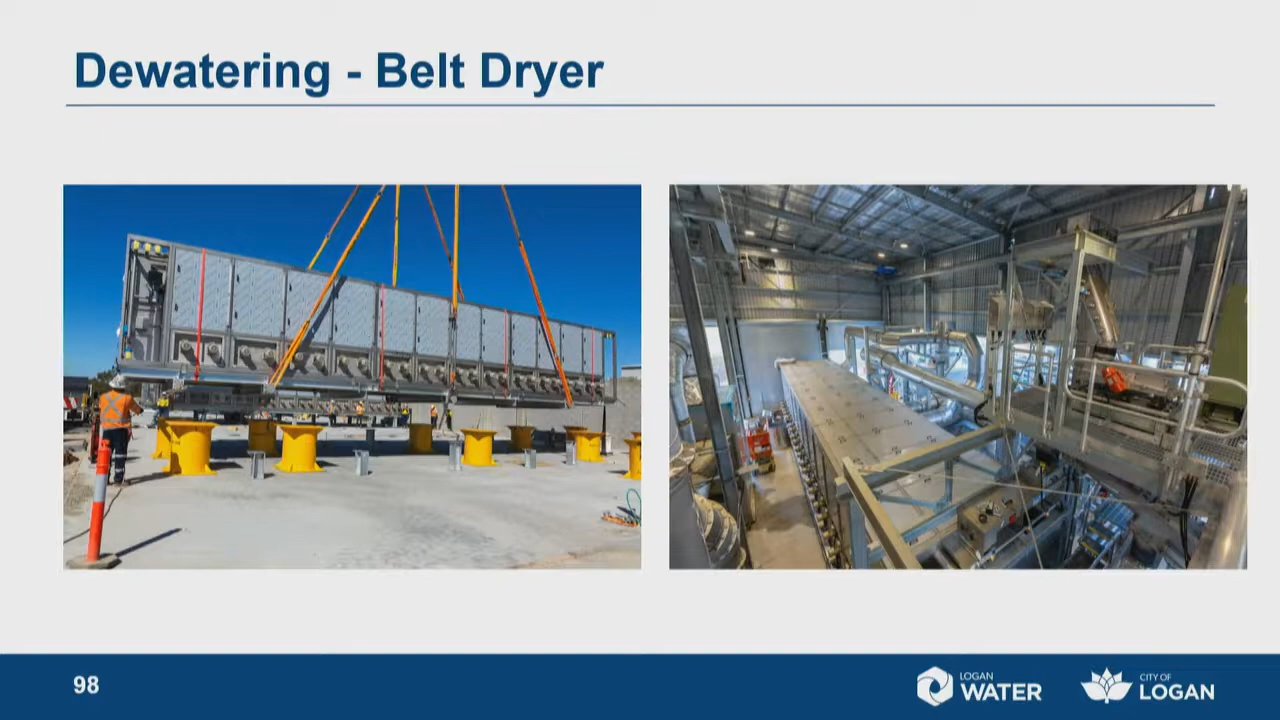 Dewatering - Belt Dryer
98
LOGAN
WATER
CITY OF
LOGAN